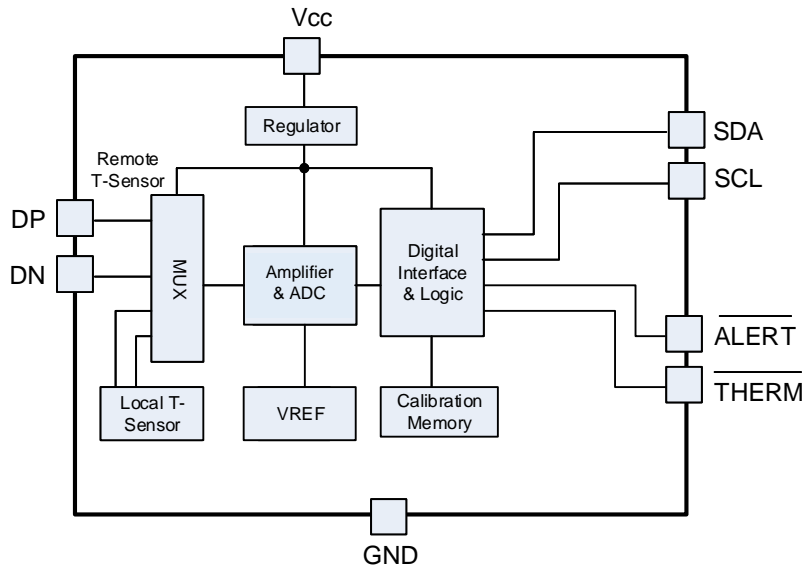 Vcc
Regulator
SDA
Remote
T-Sensor
SCL
DP
DN
MUX
Amplifier
& ADC
Digital
Interface
& Logic
ALERT
THERM
Local T-
Sensor
VREF
Calibration
Memory
GND